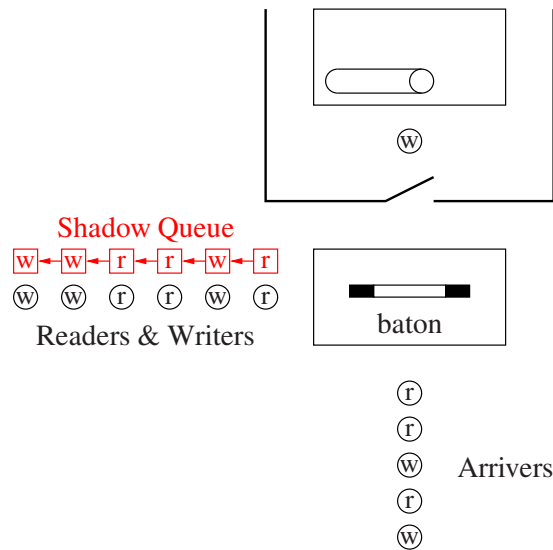 w
Shadow Queue
w w r r w r
w w r r w r
Readers & Writers
baton
r
r
w
Arrivers
r
w